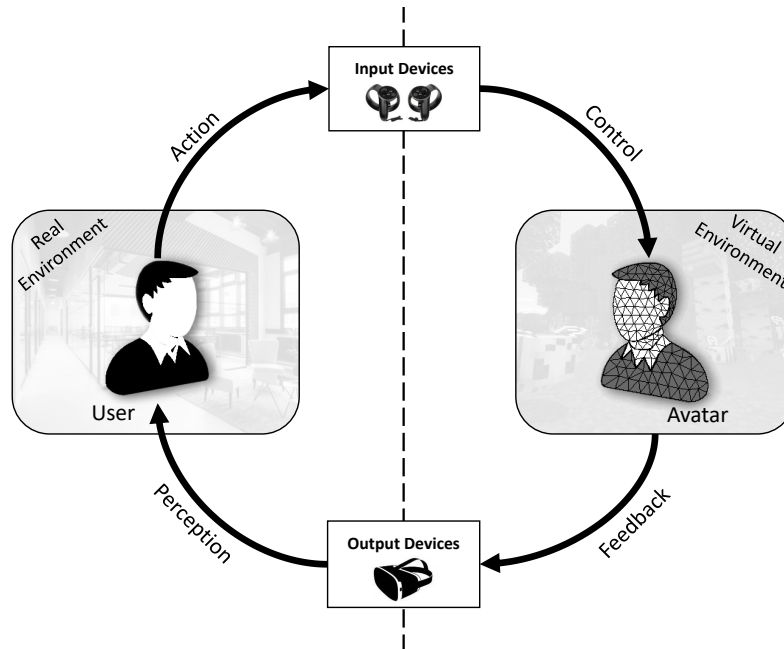 Input Devices
Action
Control
Real
Environment
Virtual
Environment
User
Avatar
Perception
Feedback
Output Devices